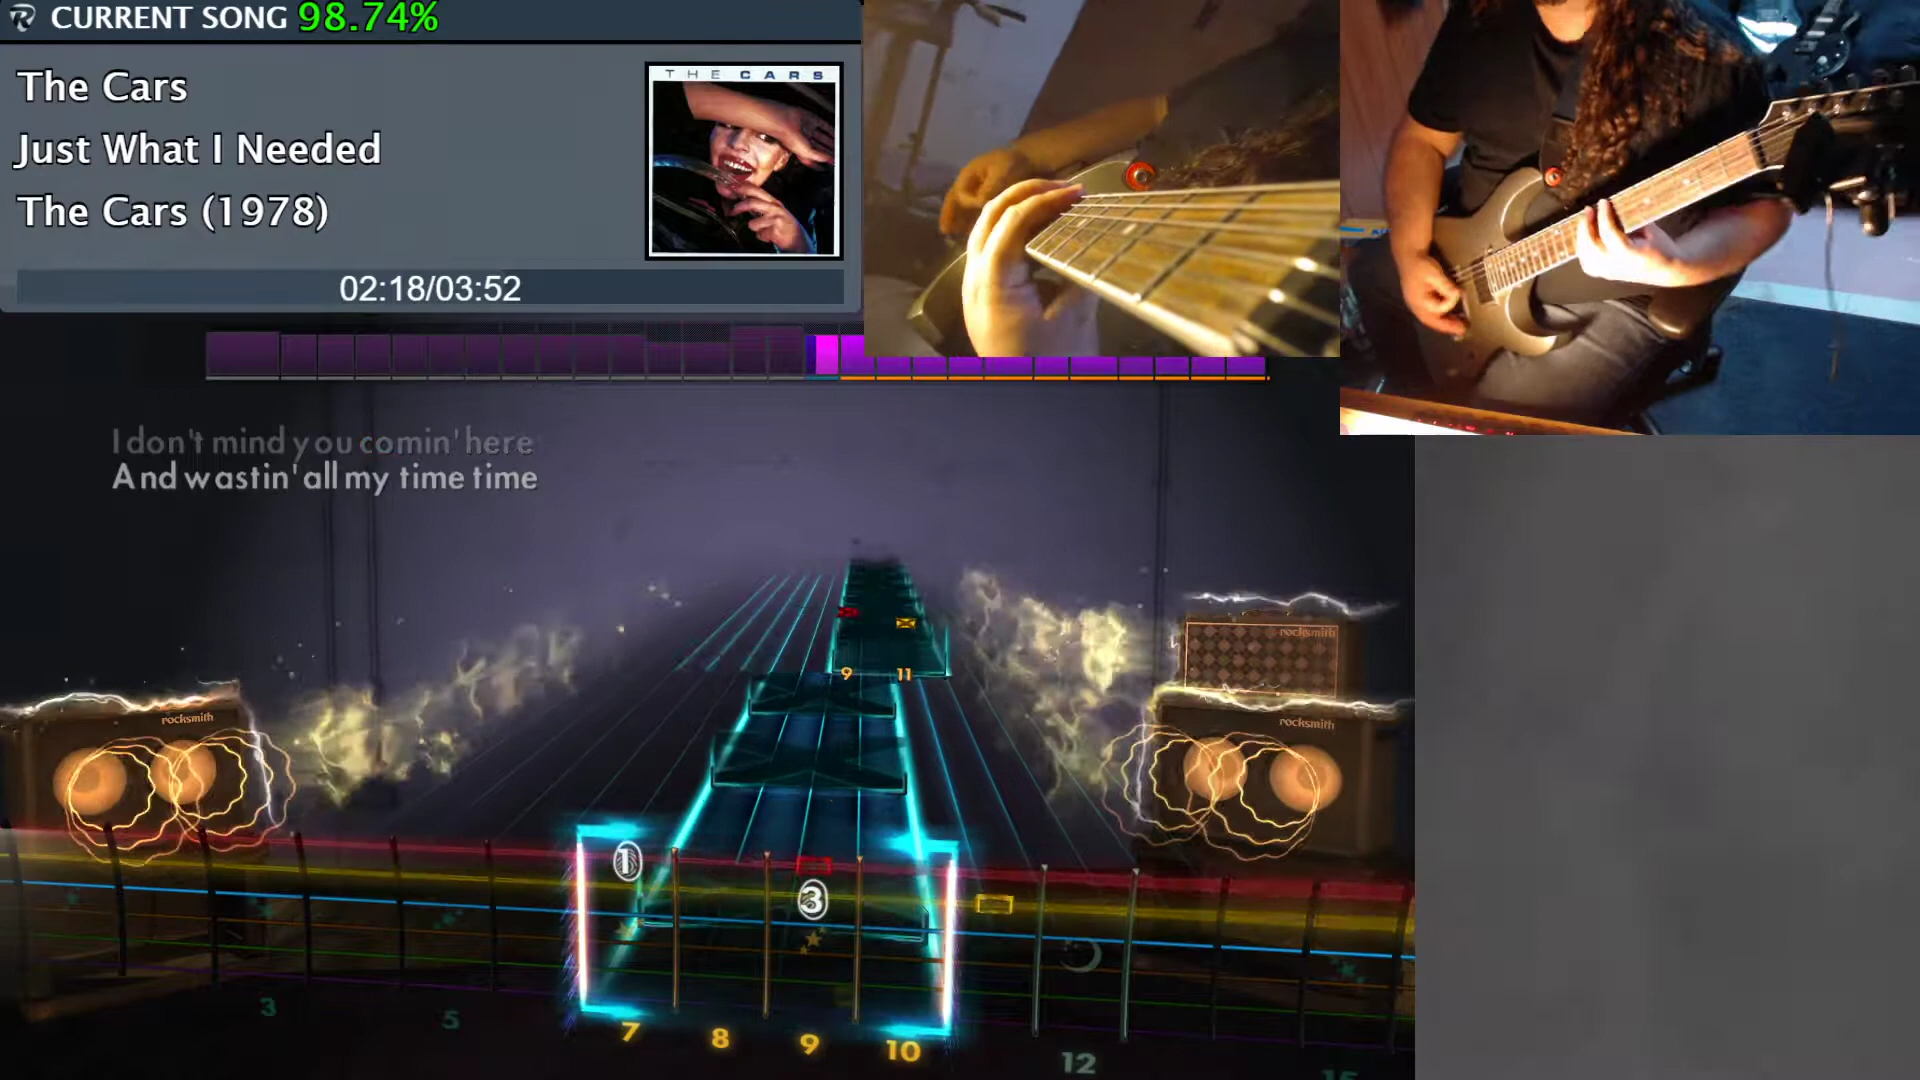 CURRENT SONG 98.74%
The Cars
Just What I Needed
The Cars (1978)
THE CARS
02:18/03:52
I don't mind you comin' here
And wastin' all my time time
rocksmith
rocksmith
rocksmith
9 11
1
3
3 5 7 8 9 10 12